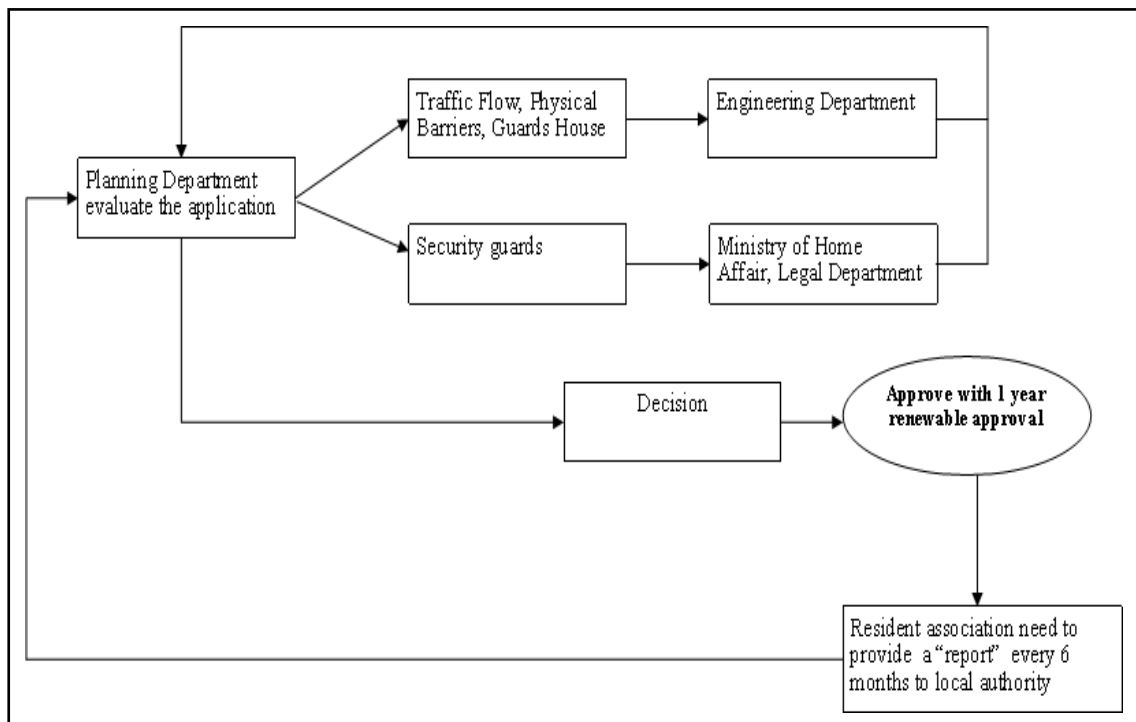 Traffic Flow, Physical
Barriers, Guards House
Engineering Department
Planning Department
evaluate the application
Security guards
Ministry of Home
Affair, Legal Department
Decision
Approve with 1 year
renewable approval
Resident association need to
provide a “report” every 6
months to local authority